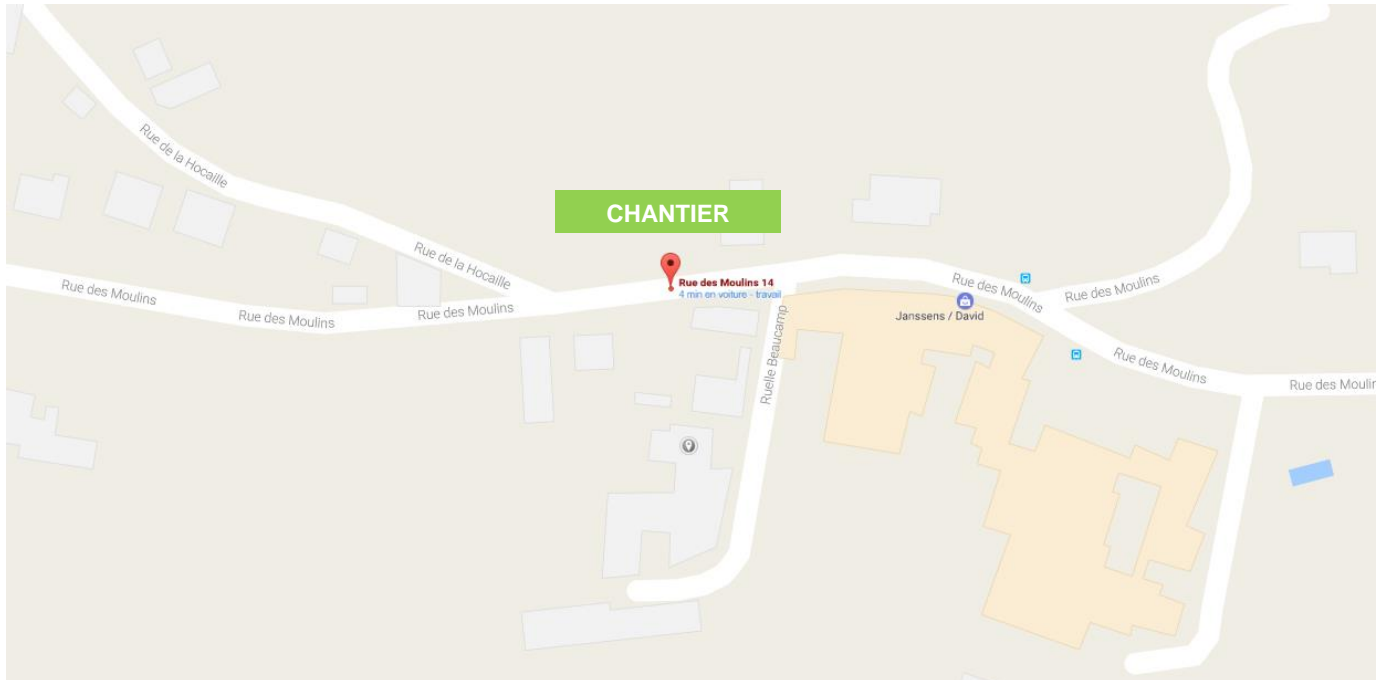 Rue de la Hocaille
CHANTIER
Rue de la Hocaille
Rue des Moulins 14
4 min en voiture - travail
Rue des Moulins
Rue des Moulins
Rue des Moulins
Rue des Moulins
Rue des Moulins
Janssens / David
Ruelle Beaucamp
Rue des Moulins
Rue des Moulin